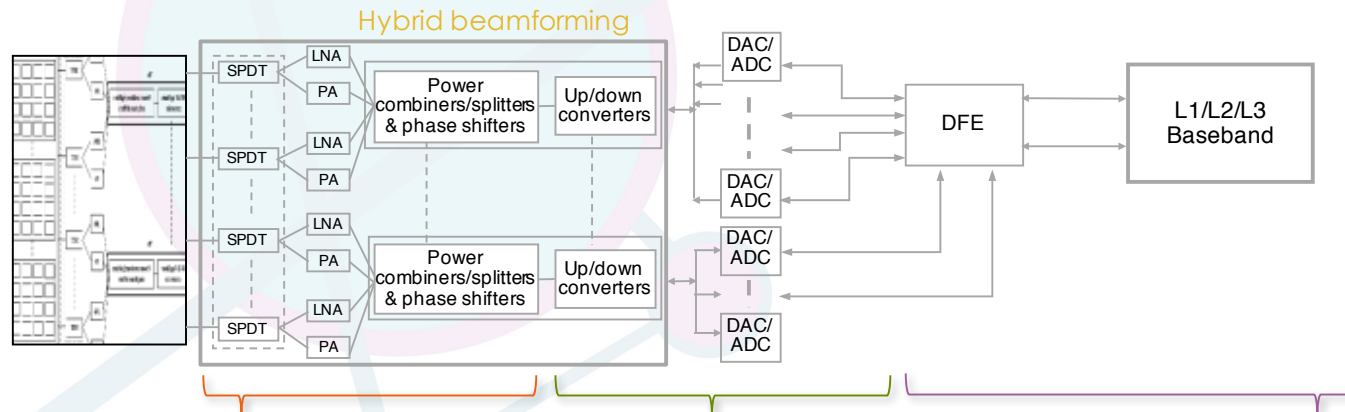 Hybrid beamforming
SPDT
LNA
PA
SPDT
LNA
PA
Power
combiners/splitters
& phase shifters
Up/down
converters
SPDT
LNA
PA
SPDT
LNA
PA
Power
combiners/splitters
& phase shifters
Up/down
converters
DAC/
ADC
DAC/
ADC
DAC/
ADC
DAC/
ADC
DFE
L1/L2/L3
Baseband